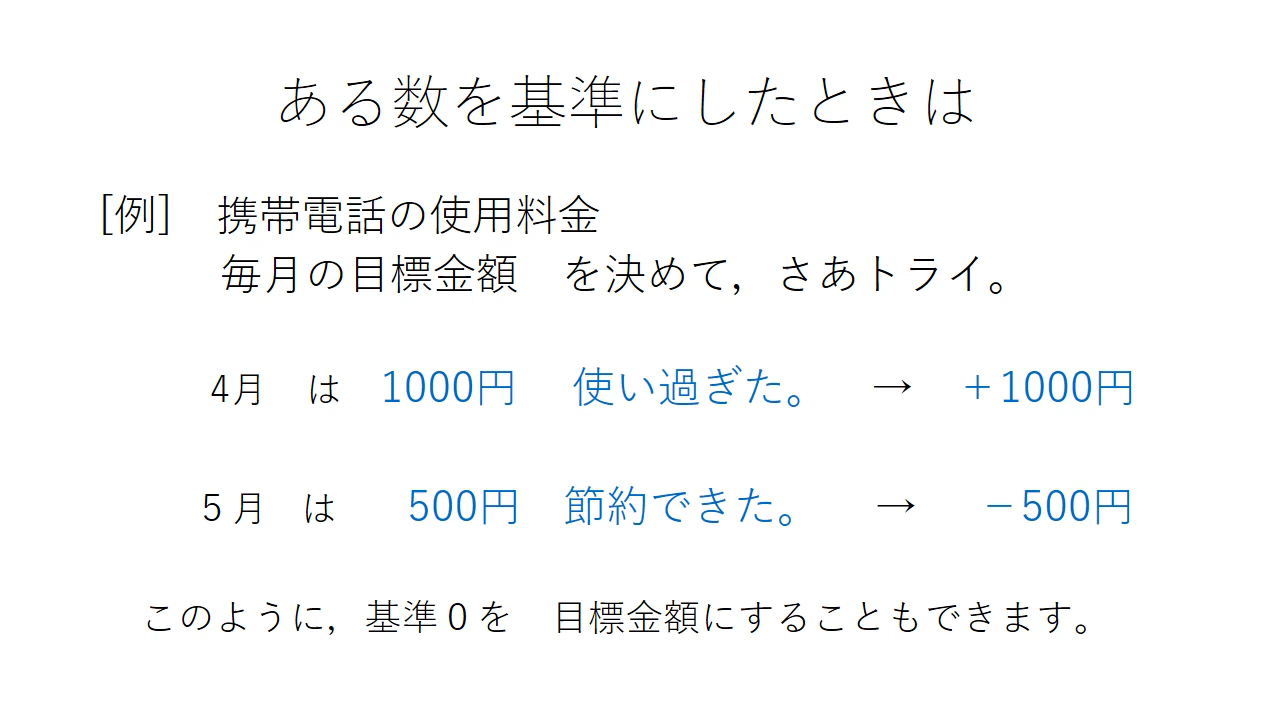 ある数を基準にしたときは
[例]　携帯電話の使用料金
毎月の目標金額　を決めて，さあトライ。
4月　は　1000円　使い過ぎた。　→　＋1000円
5月　は　500円　節約できた。　→　－500円
このように，基準0を　目標金額にすることもできます。